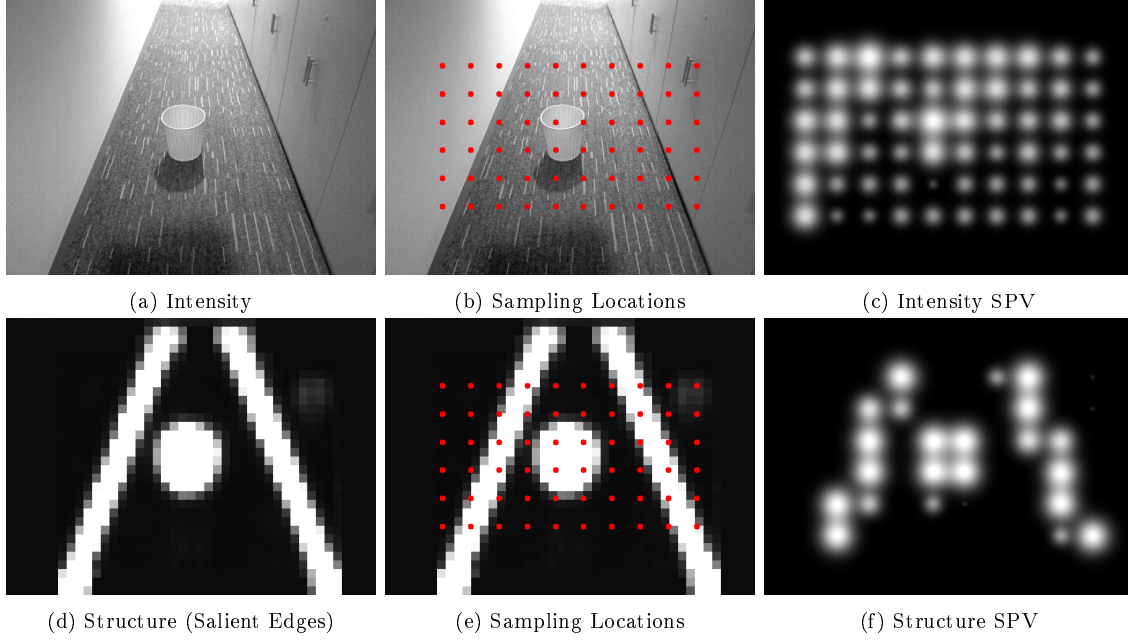 (a) Intensity
(b) Sampling Locations
(c) Intensity SPV
(d) Structure (Salient Edges)
(e) Sampling Locations
(f) Structure SPV